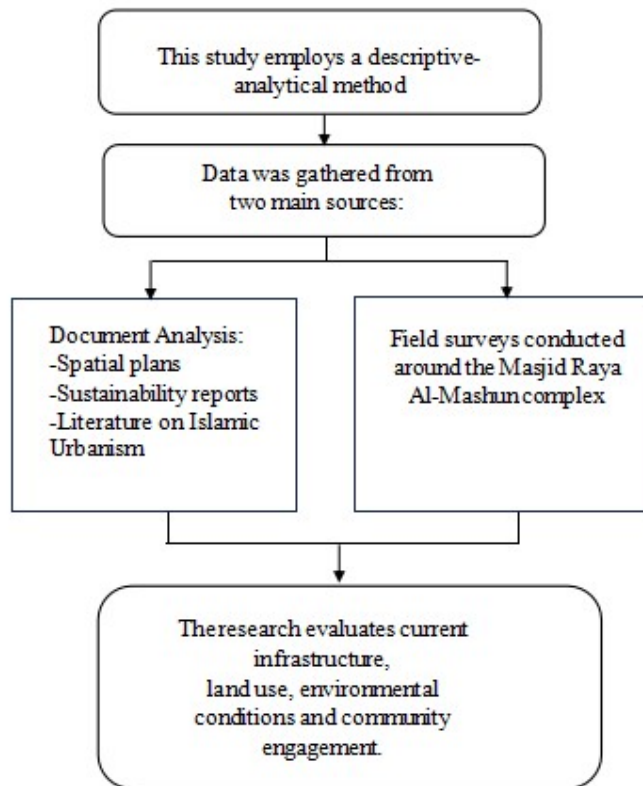 This study employs a descriptive-
analytical method
Data was gathered from
two main sources:
Document Analysis:
-Spatial plans
-Sustainability reports
-Literature on Islamic
Urbanism
Field surveys conducted
around the Masjid Raya
Al-Mashun complex
The research evaluates current
infrastructure,
land use, environmental
conditions and community
engagement.